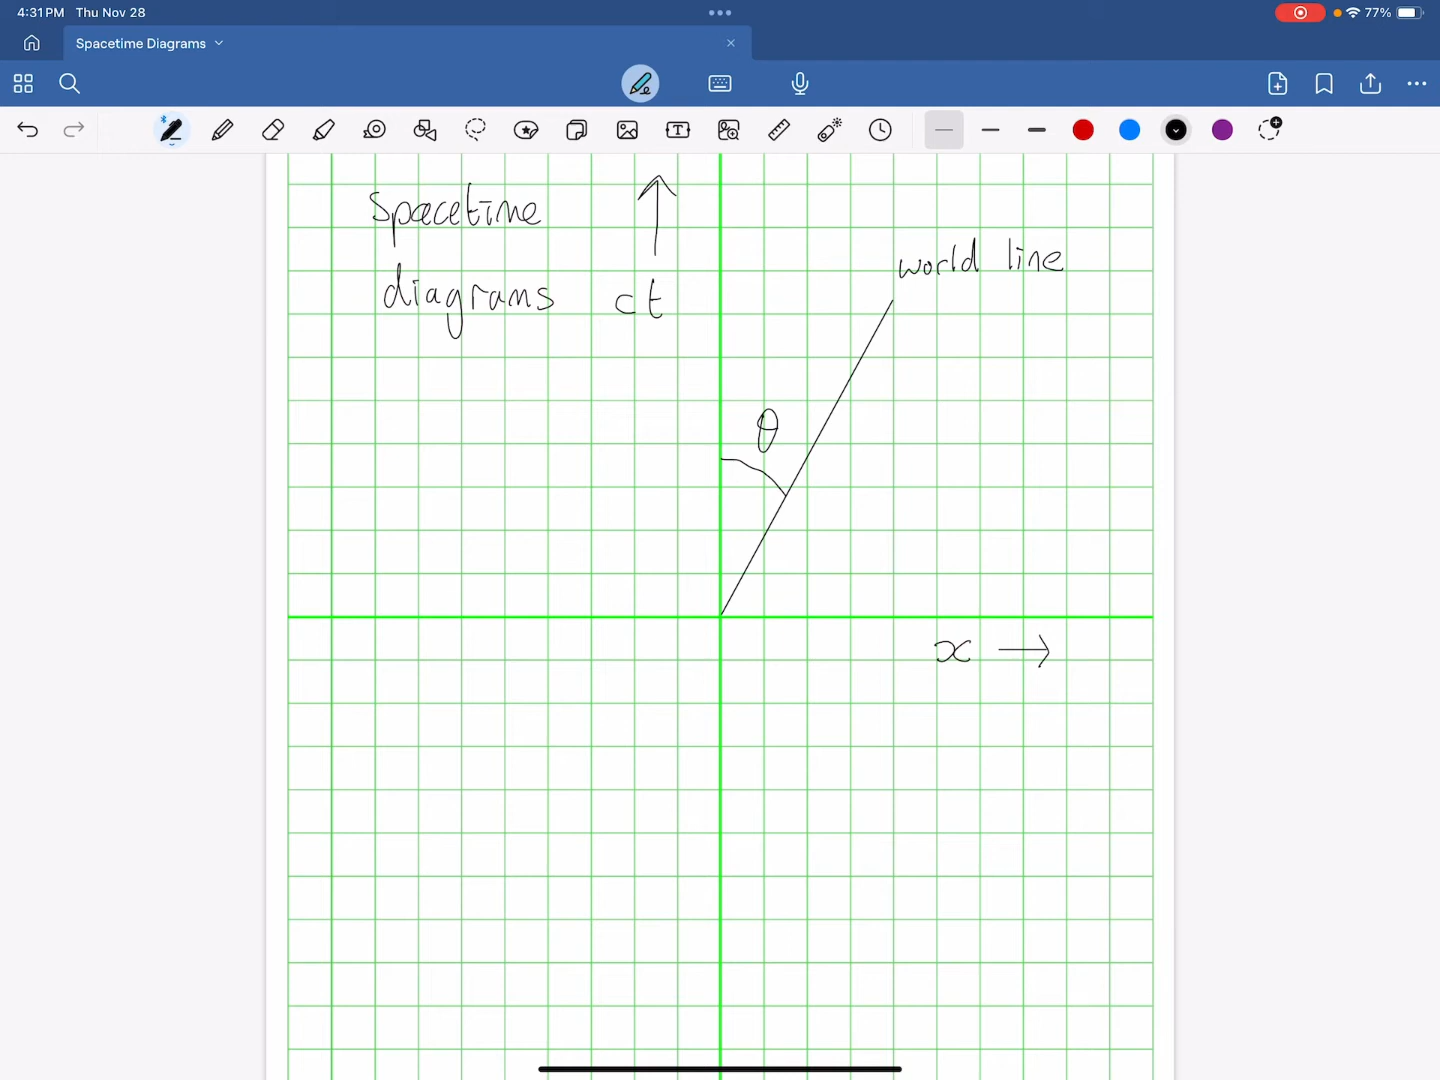 4:31 PM Thu Nov 28
77%
Spacetime Diagrams
T
Spacetime
diagrams
ct
world line
θ
x